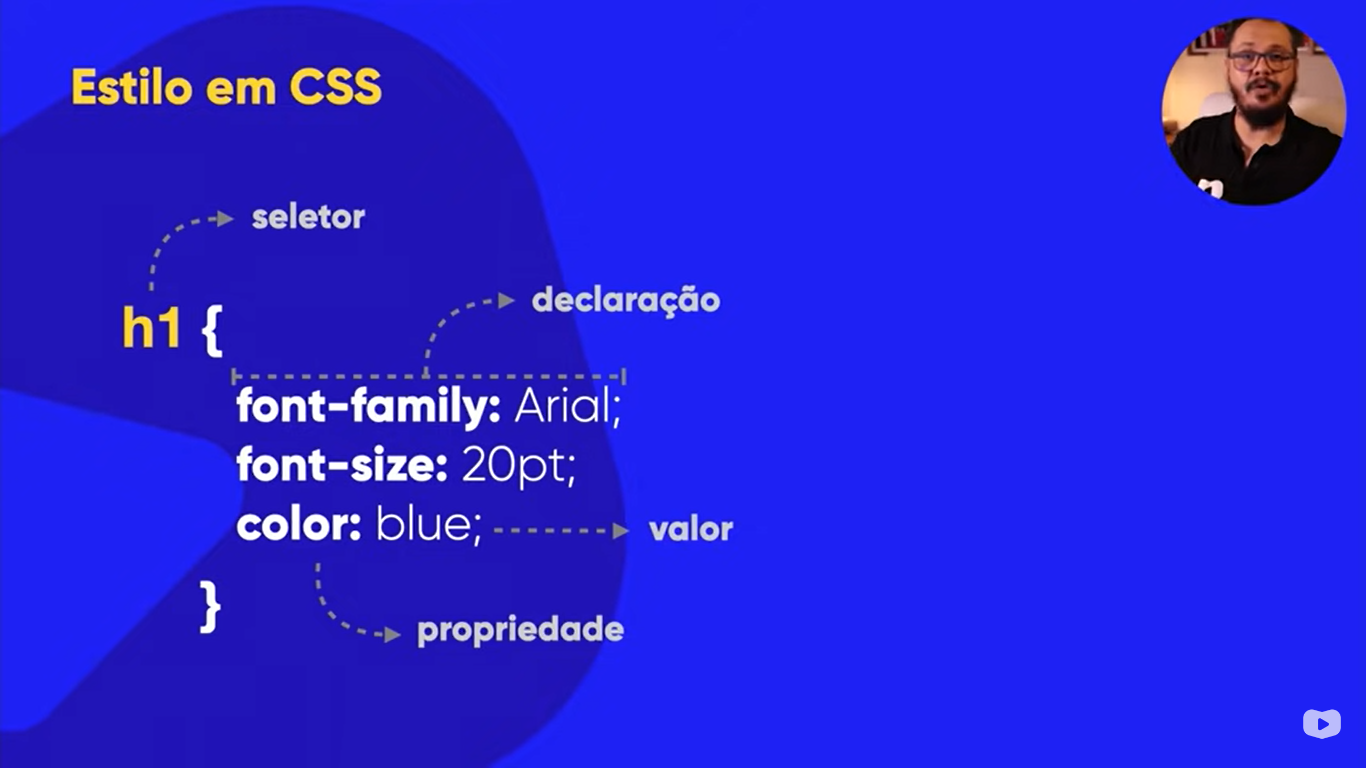 Estilo em CSS
seletor
declaração
h1 {
font-family: Arial;
font-size: 20pt;
color: blue;
valor
}
propriedade